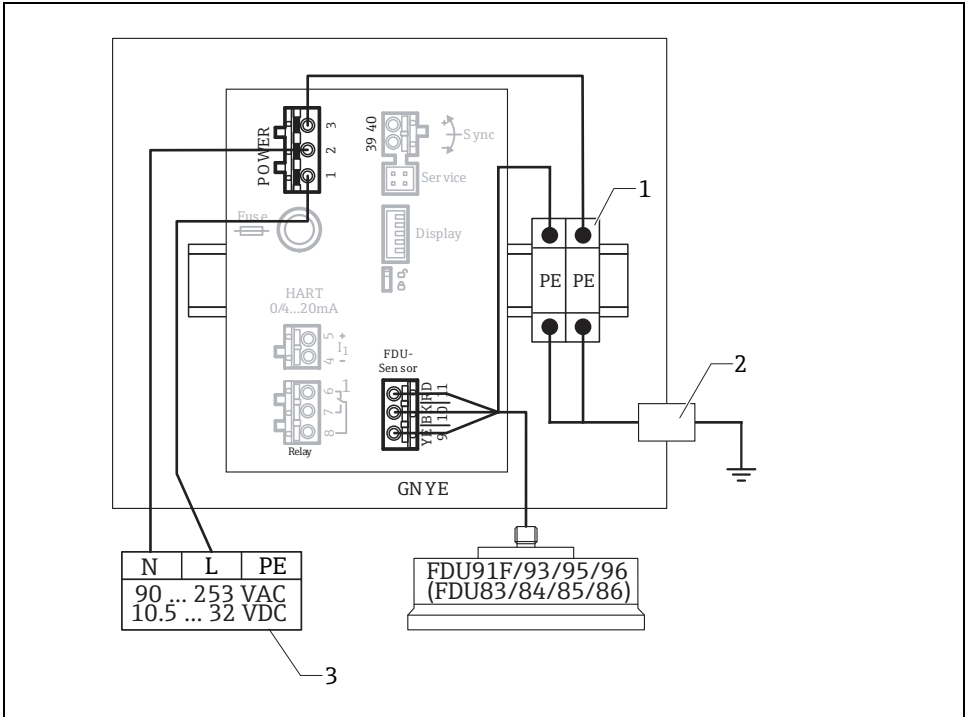 POWER
3
2
1
39 40
Sync
Service
Fuse
Display
HART
0/4...20mA
5 +
4 -
I1
FDU-
Sensor
6
7
8
1
Relay
RD 11
BK 10
YE 9
GNYE
PE PE
1
2
N L PE
90 ... 253 VAC
10.5 ... 32 VDC
3
FDU91F/93/95/96
(FDU83/84/85/86)